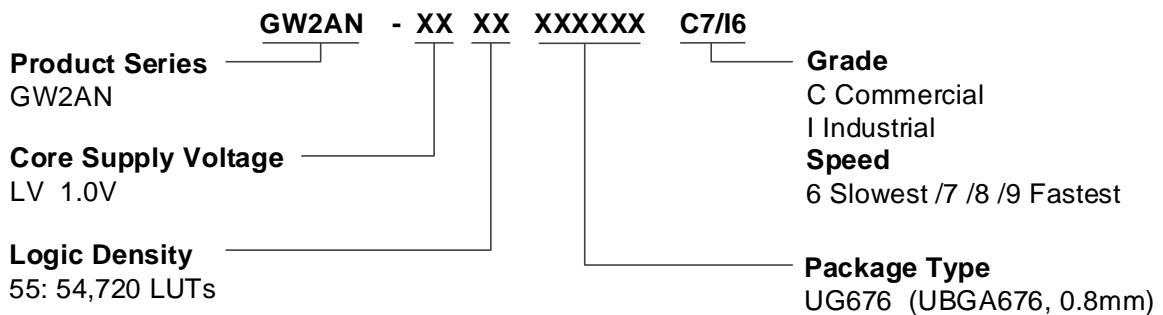 GW2AN - XX XX XXXXXX C7/I6
Product Series
GW2AN
Core Supply Voltage
LV 1.0V
Logic Density
55: 54,720 LUTs
Grade
C Commercial
I Industrial
Speed
6 Slowest /7 /8 /9 Fastest
Package Type
UG676 (UBGA676, 0.8mm)